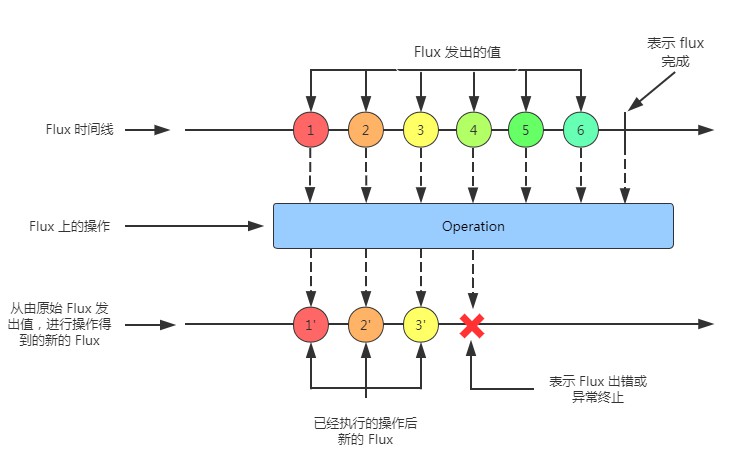 Flux 发出的值
表示 flux
完成
Flux 时间线
1
2
3
4
5
6
Flux 上的操作
Operation
从由原始 Flux 发
出值，进行操作得
到的新的 Flux
1'
2'
3'
表示 Flux 出错或
异常终止
已经执行的操作后
新的 Flux